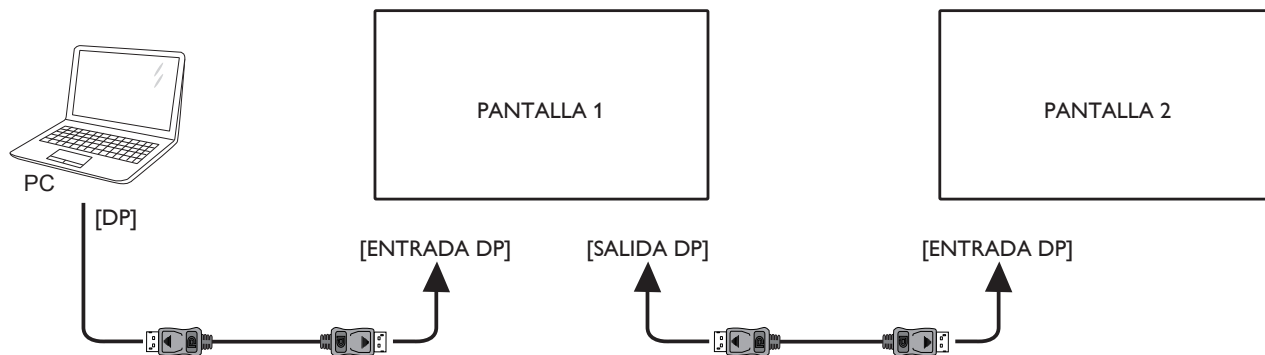 PANTALLA 1
PANTALLA 2
PC
[DP]
[ENTRADA DP]
[SALIDA DP]
[ENTRADA DP]